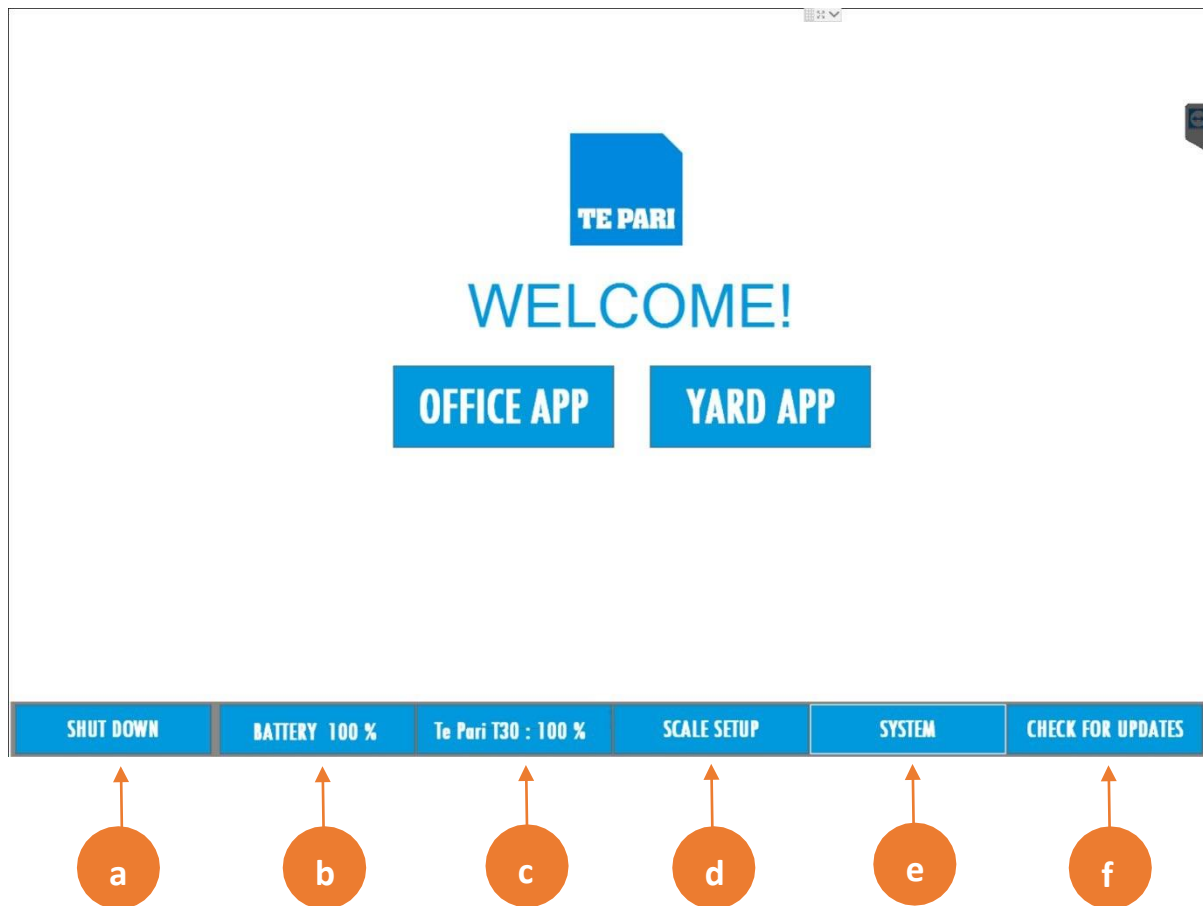 TE PARI
WELCOME!
OFFICE APP YARD APP
SHUT DOWN BATTERY 100 % Te Pari T30 : 100 % SCALE SETUP SYSTEM CHECK FOR UPDATES
a b c d e f